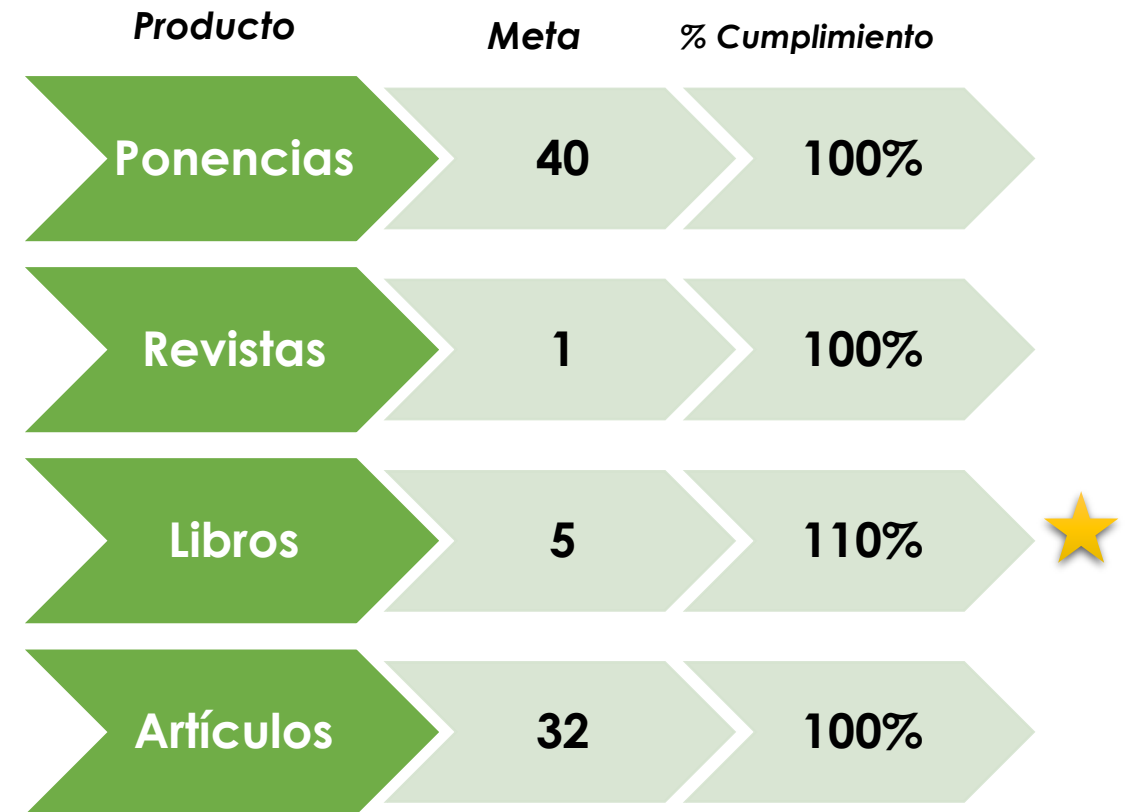 Producto Meta % Cumplimiento
Ponencias 40 100%
Revistas 1 100%
Libros 5 110%
Artículos 32 100%